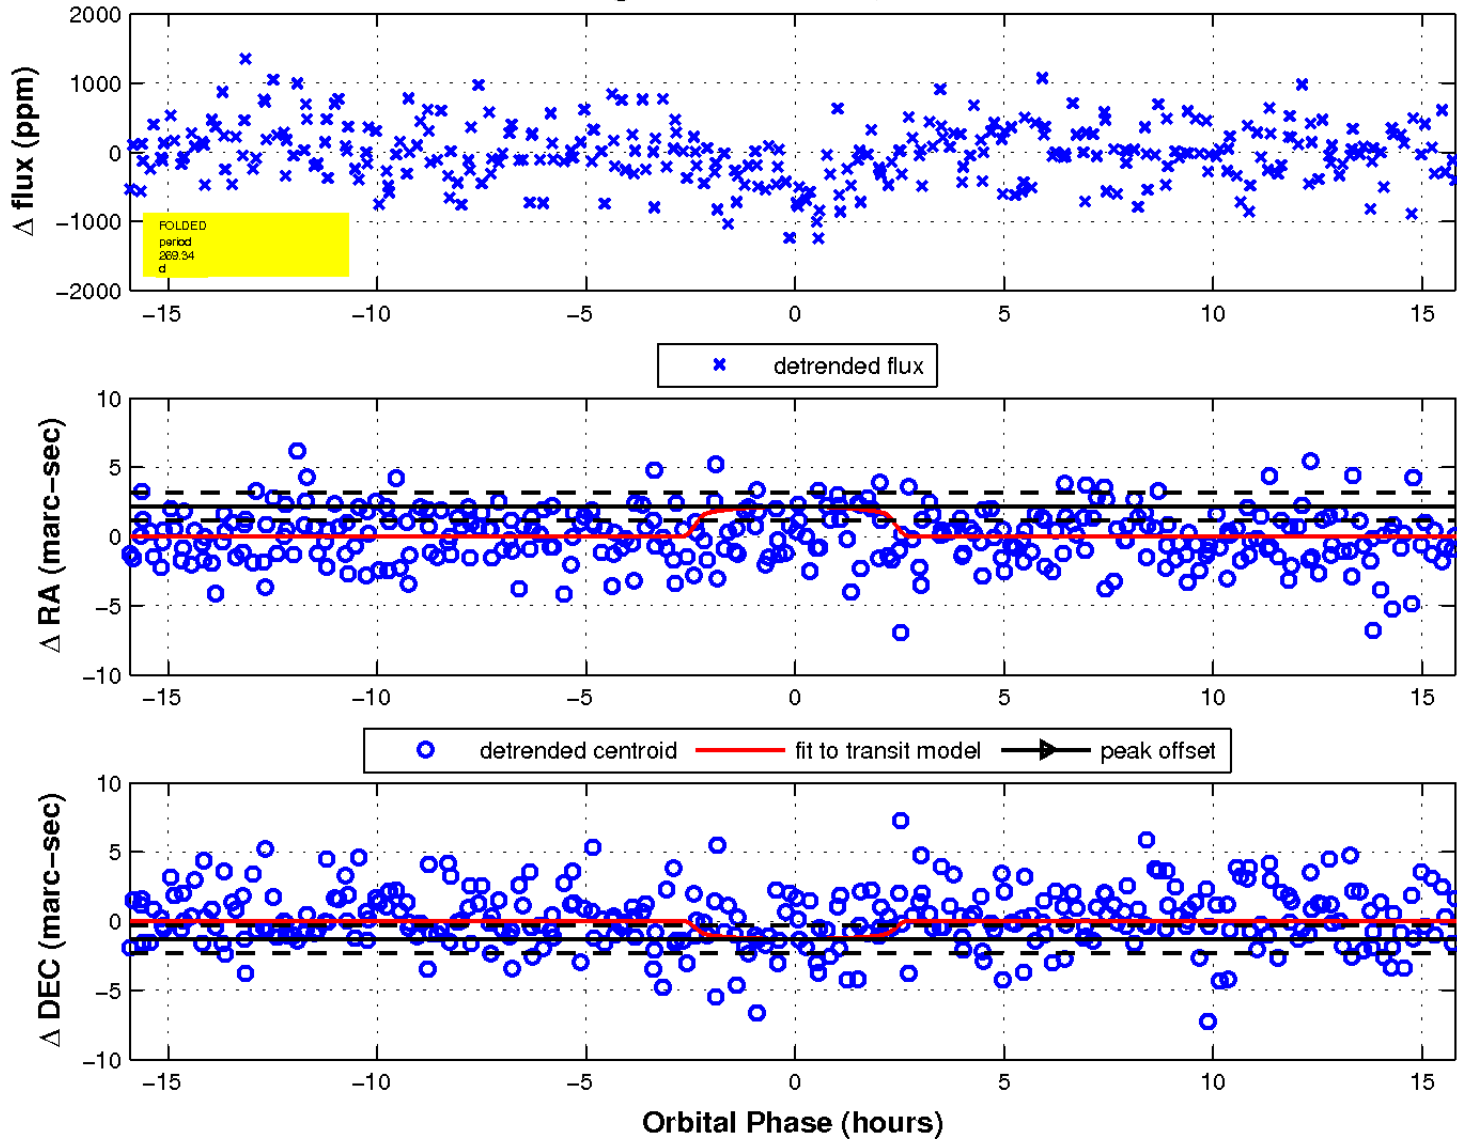 2000
1000
0
−1000
−2000
Δ flux (ppm)
FOLDED
period
269.34
d
−15 −10 −5 0 5 10 15
detrended flux
10
5
0
−5
−10
Δ RA (marc−sec)
−15 −10 −5 0 5 10 15
detrended centroid fit to transit model peak offset
10
5
0
−5
−10
Δ DEC (marc−sec)
−15 −10 −5 0 5 10 15
Orbital Phase (hours)